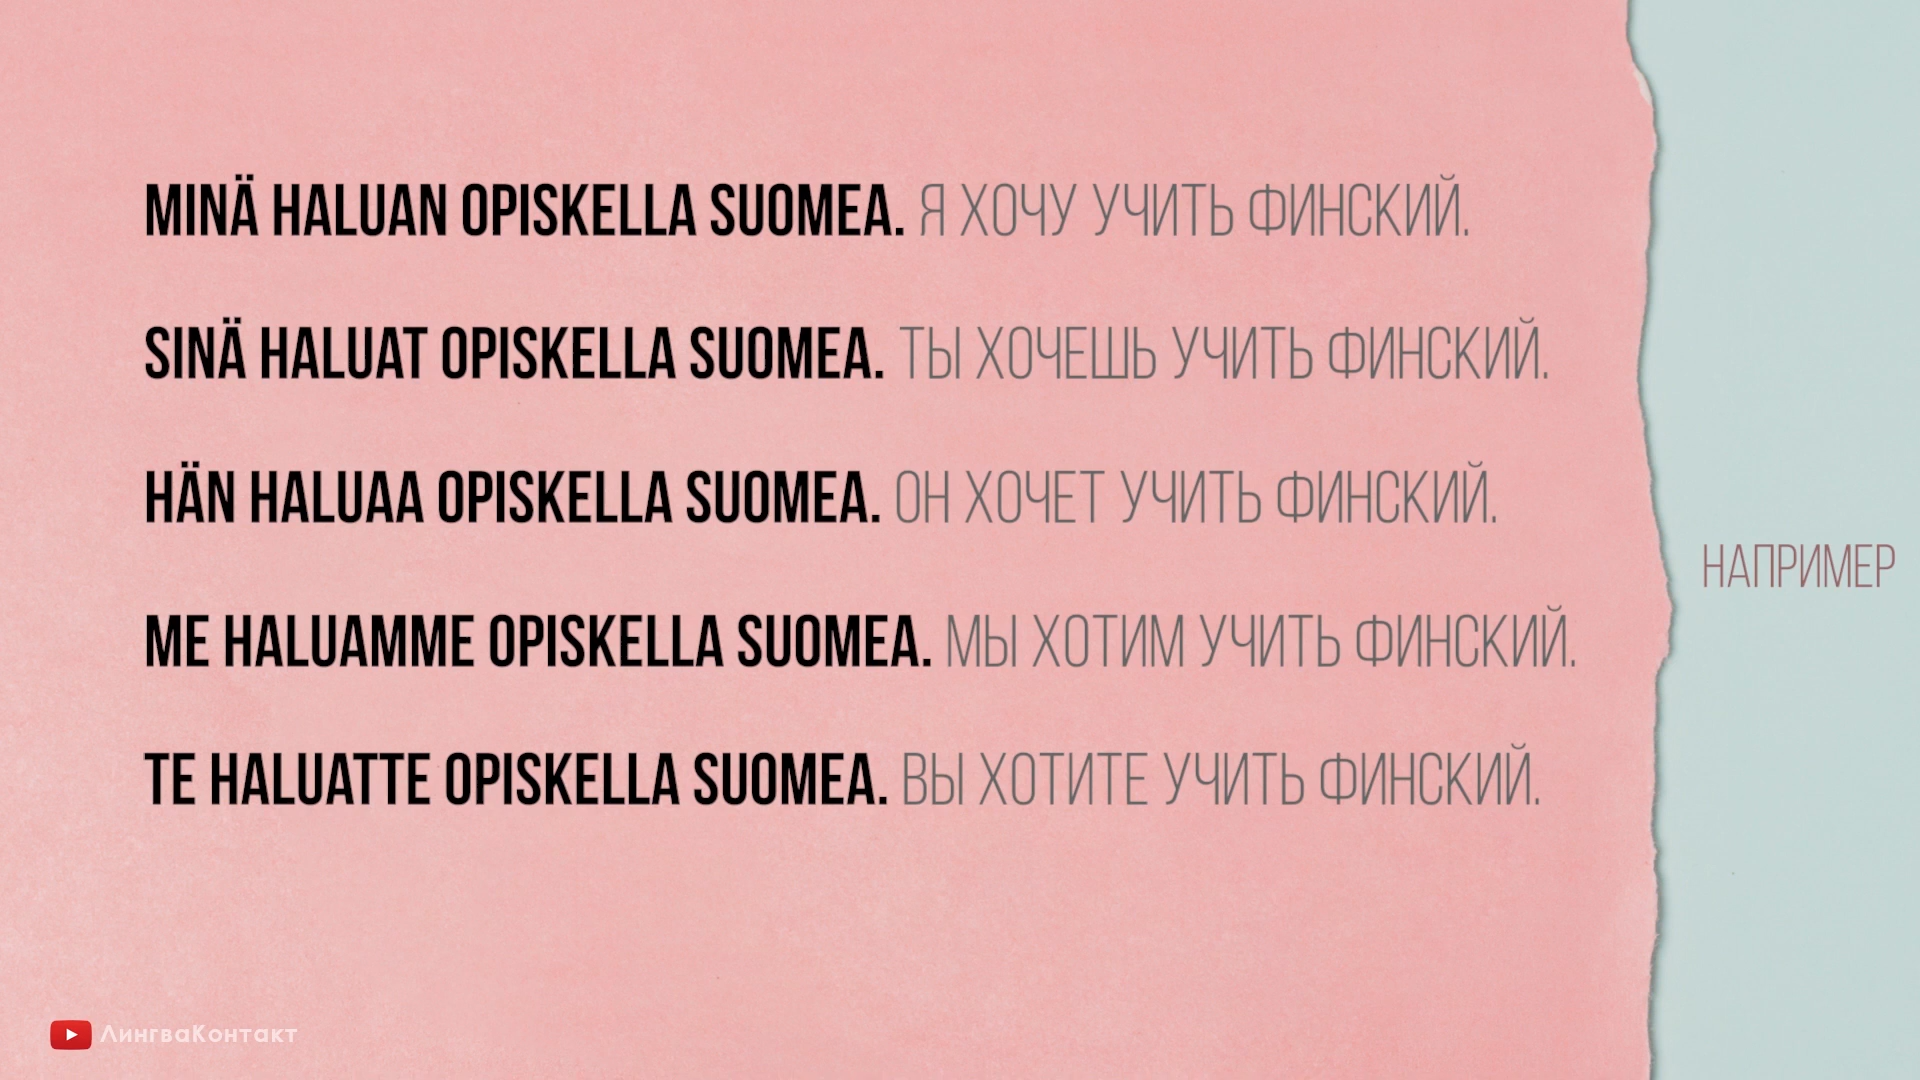 MINÄ HALUAN OPISKELLA SUOMEA. Я ХОЧУ УЧИТЬ ФИНСКИЙ.
SINÄ HALUAT OPISKELLA SUOMEA. ТЫ ХОЧЕШЬ УЧИТЬ ФИНСКИЙ.
HÄN HALUAA OPISKELLA SUOMEA. ОН ХОЧЕТ УЧИТЬ ФИНСКИЙ.
НАПРИМЕР
ME HALUAMME OPISKELLA SUOMEA. МЫ ХОТИМ УЧИТЬ ФИНСКИЙ.
TE HALUATTE OPISKELLA SUOMEA. ВЫ ХОТИТЕ УЧИТЬ ФИНСКИЙ.
ЛингваКонтакт